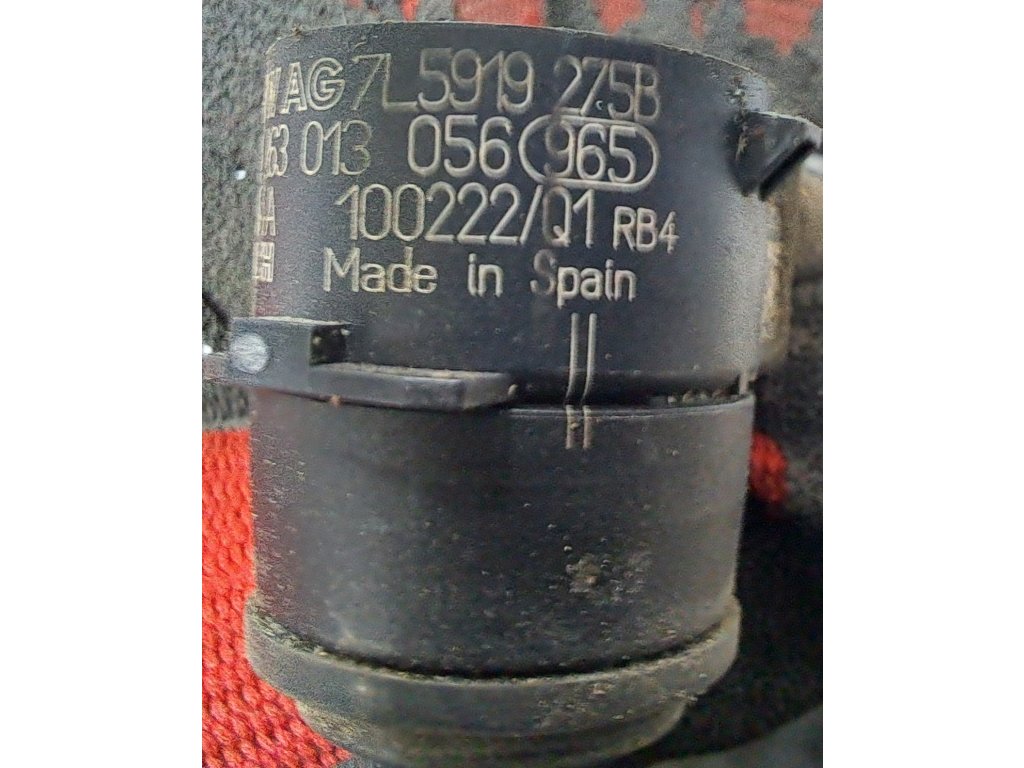 AG 7L5919 275B
013 056 965
100222/Q1 RB4
Made in Spain